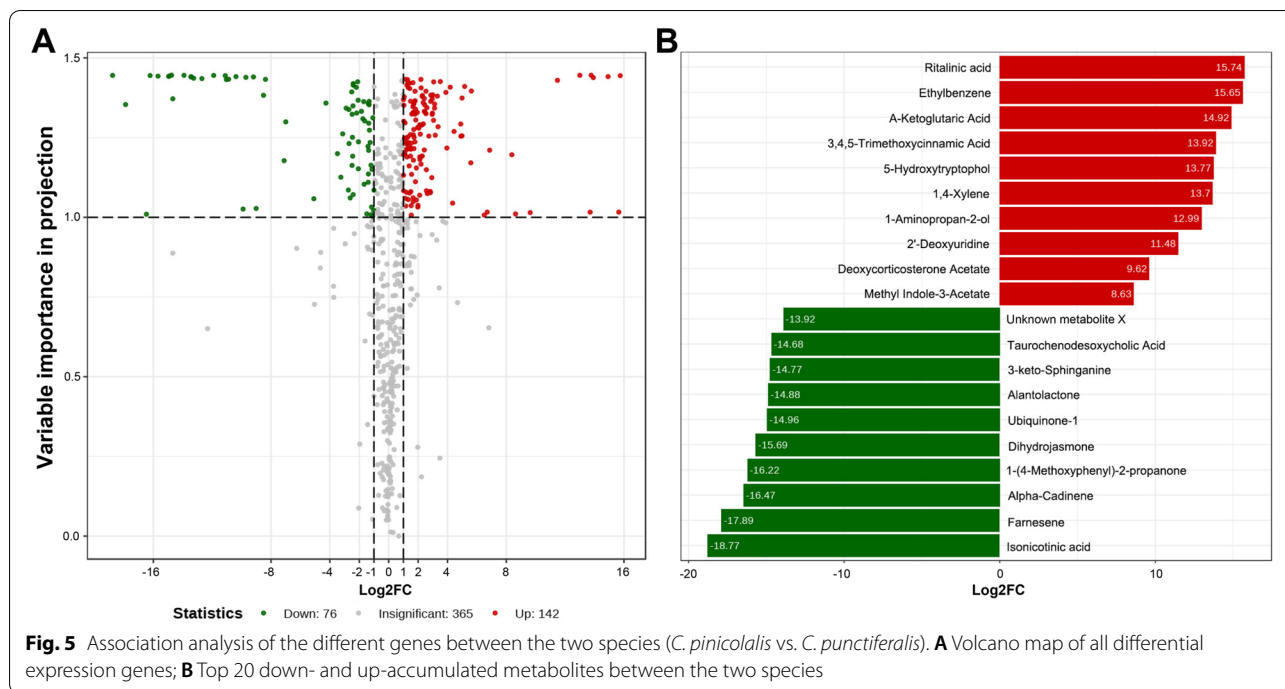 A
Variable importance in projection
1.5
1.0
0.5
0.0
-16 -8 -4 -2 -1 0 1 2 4 8 16
Log2FC
Statistics Down: 76 Insignificant: 365 Up: 142
B
Ritalinic acid 15.74
Ethylbenzene 15.65
A-Ketoglutaric Acid 14.92
3,4,5-Trimethoxycinnamic Acid 13.92
5-Hydroxytryptophol 13.77
1,4-Xylene 13.7
1-Aminopropan-2-ol 12.99
2'-Deoxyuridine 11.48
Deoxycorticosterone Acetate 9.62
Methyl Indole-3-Acetate 8.63
-13.92 Unknown metabolite X
-14.68 Taurochenodesoxycholic Acid
-14.77 3-keto-Sphinganine
-14.88 Alantolactone
-14.96 Ubiquinone-1
-15.69 Dihydrojasmone
-16.22 1-(4-Methoxyphenyl)-2-propanone
-16.47 Alpha-Cadinene
-17.89 Farnesene
-18.77 Isonicotinic acid
-20 -10 0 10
Log2FC
Fig. 5 Association analysis of the different genes between the two species (C. pinicolalis vs. C. punctiferalis). A Volcano map of all differential
expression genes; B Top 20 down- and up-accumulated metabolites between the two species